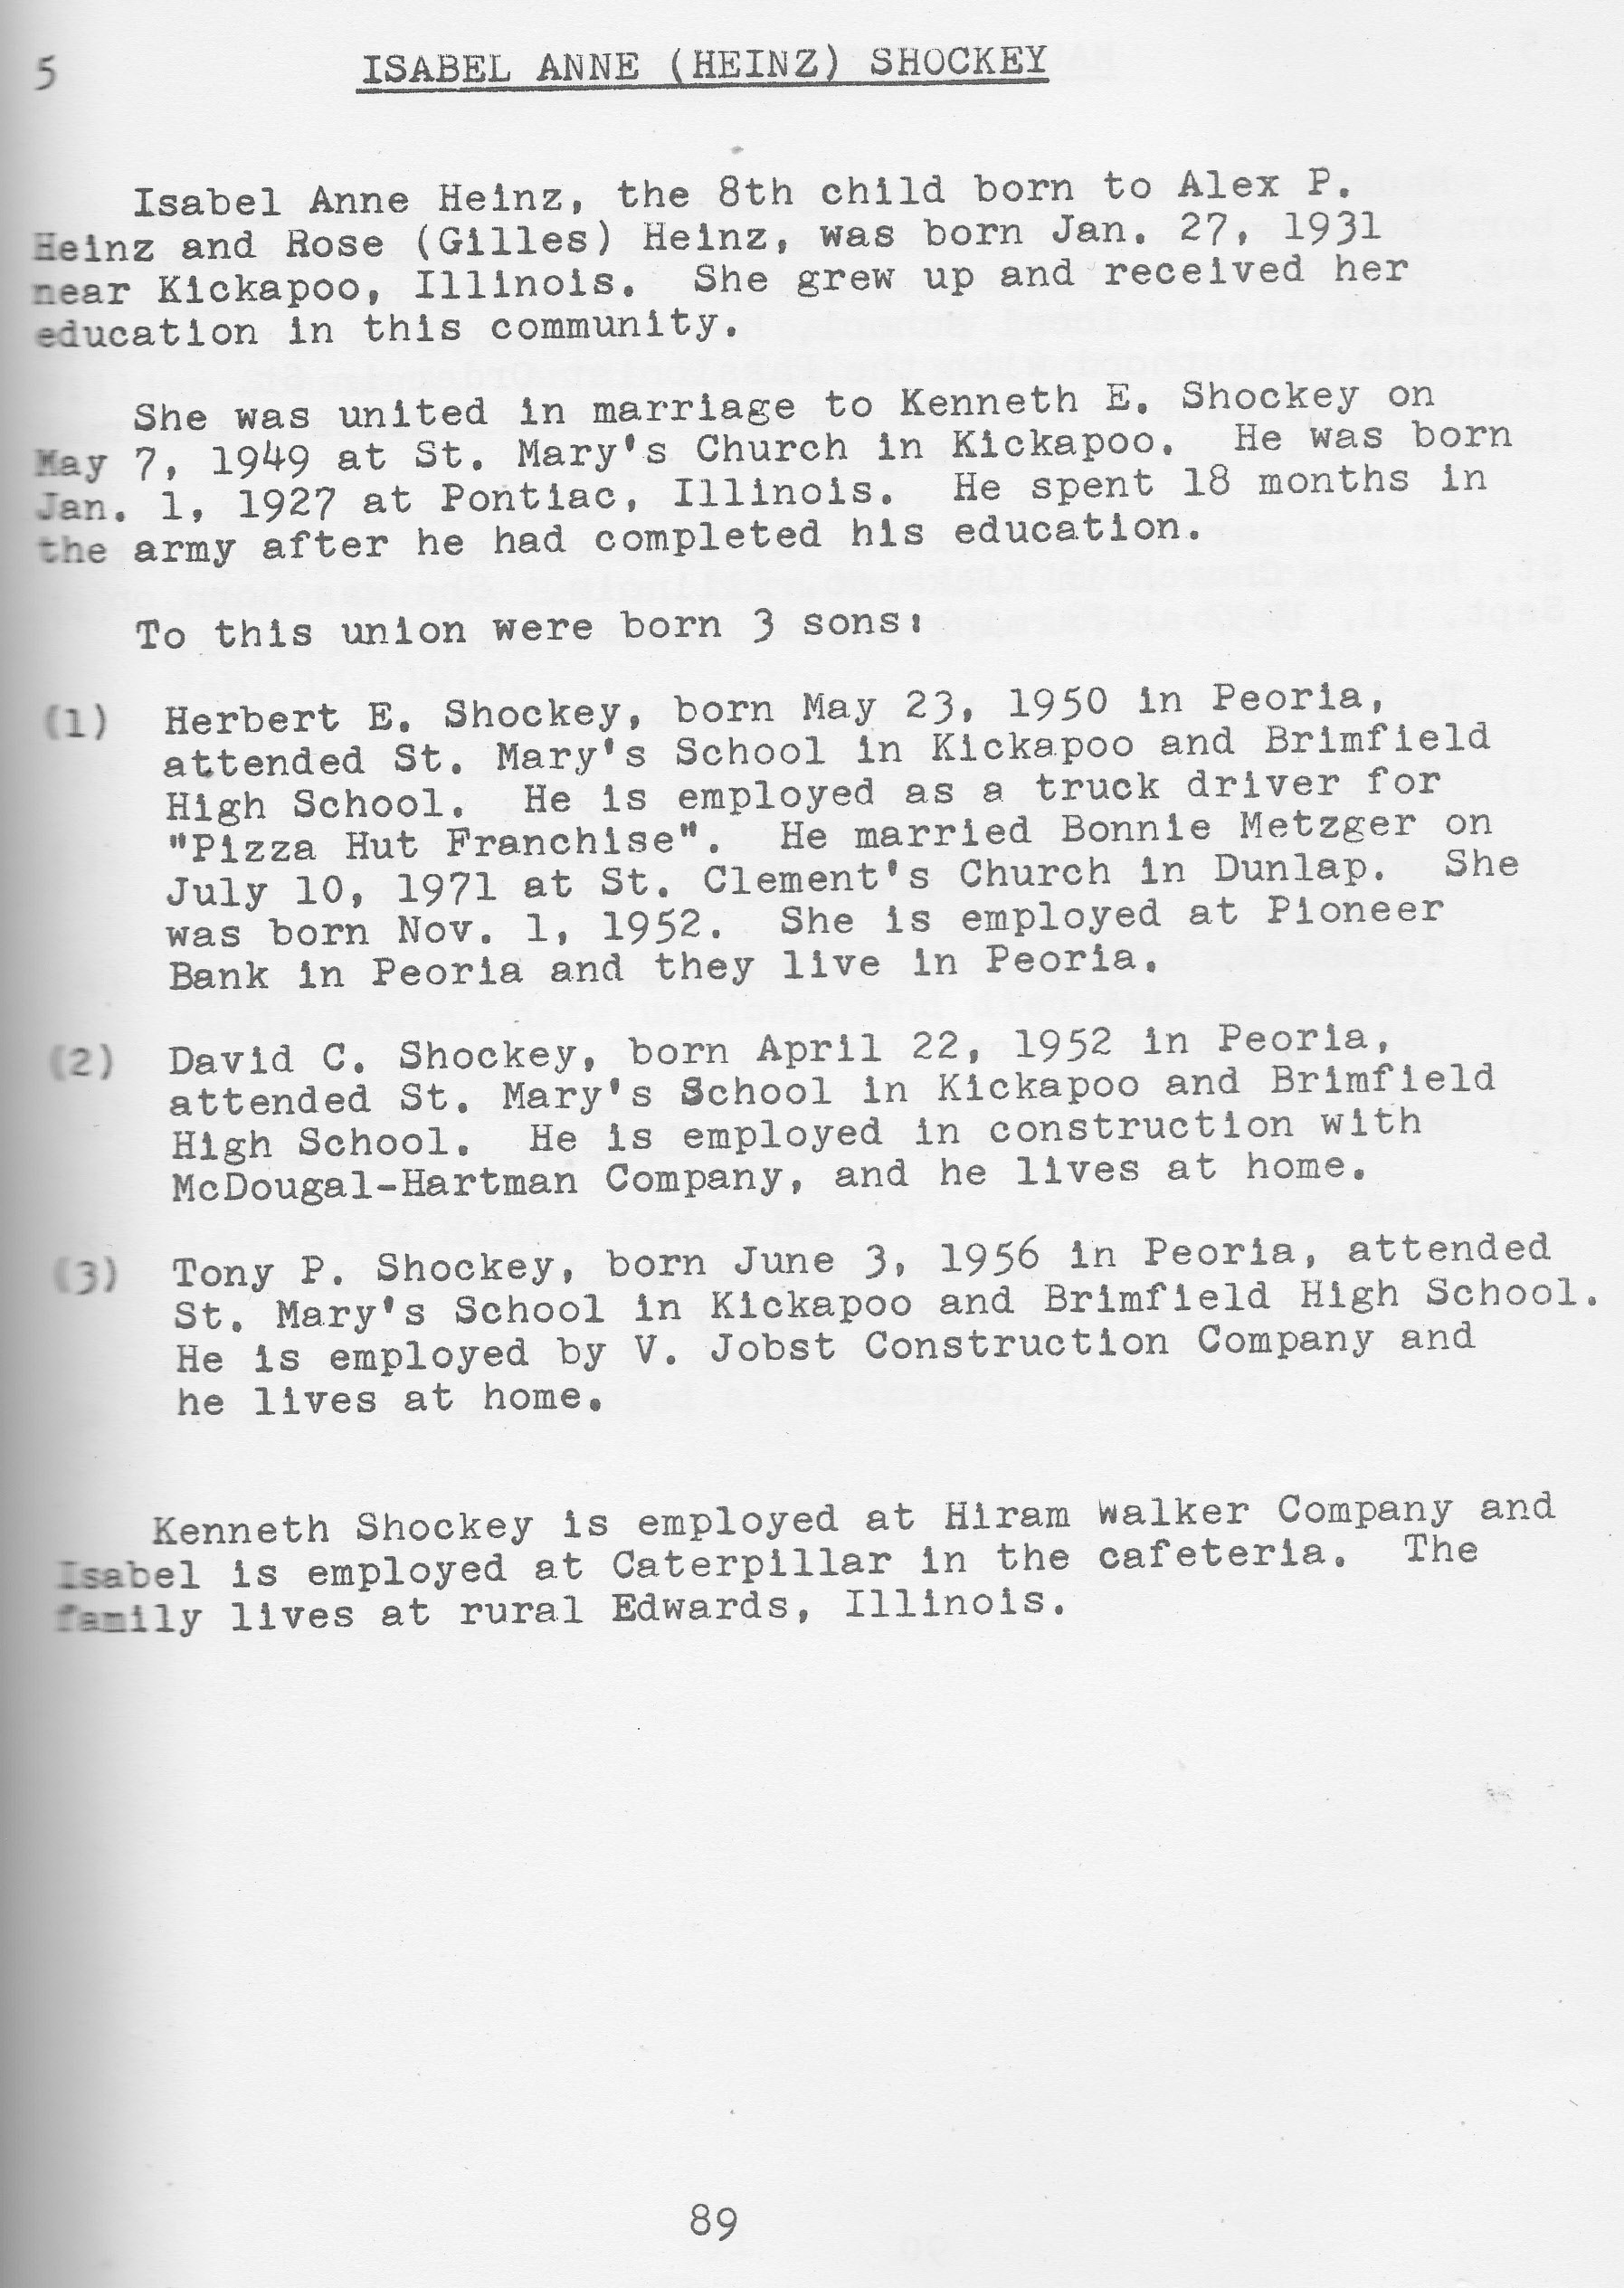 5
ISABEL ANNE (HEINZ) SHOCKEY
Isabel Anne Heinz, the 8th child born to Alex P.
Heinz and Rose (Gilles) Heinz, was born Jan. 27, 1931
near Kickapoo, Illinois. She grew up and received her
education in this community.
She was united in marriage to Kenneth E. Shockey on
May 7, 1949 at St. Mary's Church in Kickapoo. He was born
Jan. 1, 1927 at Pontiac, Illinois. He spent 18 months in
the army after he had completed his education.
To this union were born 3 sons:
(1) Herbert E. Shockey, born May 23, 1950 in Peoria,
attended St. Mary's School in Kickapoo and Brimfield
High School. He is employed as a truck driver for
"Pizza Hut Franchise". He married Bonnie Metzger on
July 10, 1971 at St. Clement's Church in Dunlap. She
was born Nov. 1, 1952. She is employed at Pioneer
Bank in Peoria and they live in Peoria.
(2) David C. Shockey, born April 22, 1952 in Peoria,
attended St. Mary's School in Kickapoo and Brimfield
High School. He is employed in construction with
McDougal-Hartman Company, and he lives at home.
(3) Tony P. Shockey, born June 3, 1956 in Peoria, attended
St. Mary's School in Kickapoo and Brimfield High School.
He is employed by V. Jobst Construction Company and
he lives at home.
Kenneth Shockey is employed at Hiram Walker Company and
Isabel is employed at Caterpillar in the cafeteria. The
family lives at rural Edwards, Illinois.
89